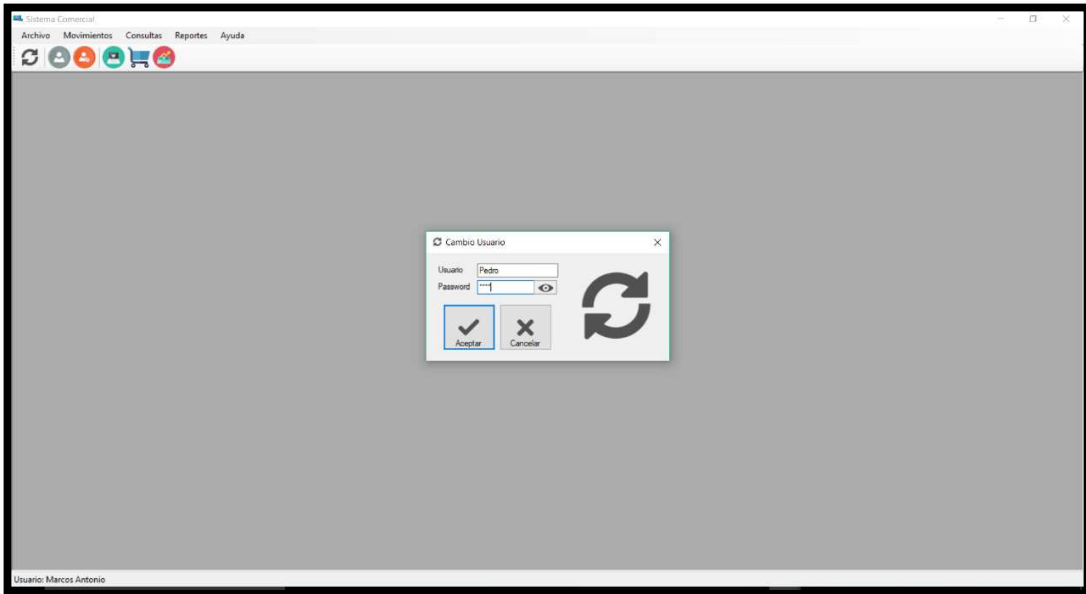 Sistema Comercial
Archivo Movimientos Consultas Reportes Ayuda
Cambio Usuario
Usuario Pedro
Password ****
Aceptar Cancelar
Usuario: Marcos Antonio